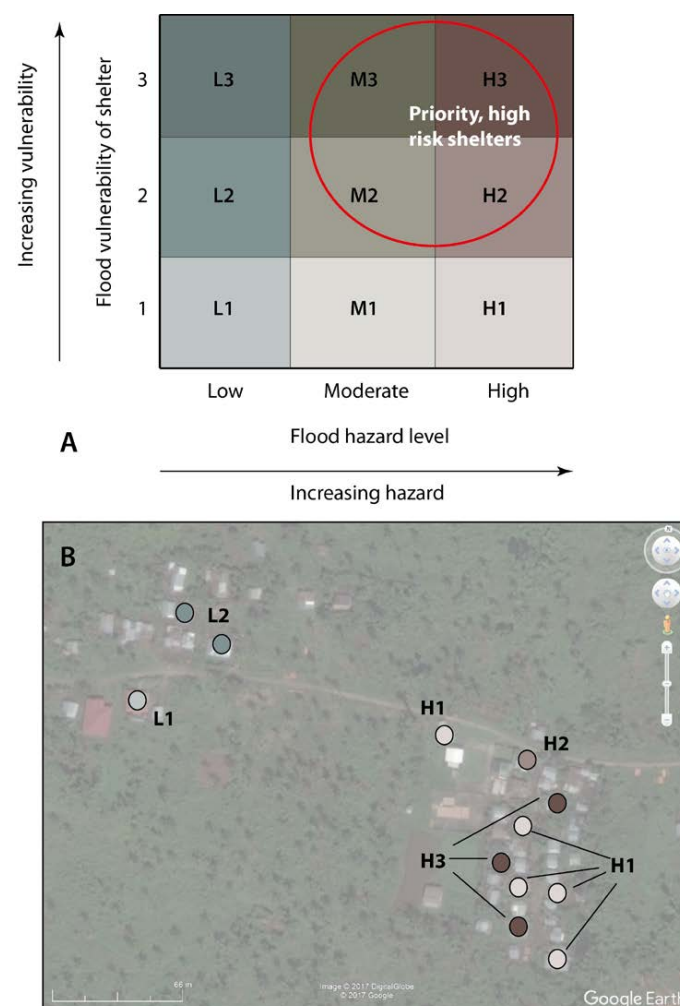 Increasing vulnerability
Flood vulnerability of shelter
3
L3
M3
H3
Priority, high
risk shelters
2
L2
M2
H2
1
L1
M1
H1
Low
Moderate
High
Flood hazard level
A
Increasing hazard
B
N
L2
L1
H1
H2
H3
H1
66 m
Image © 2017 DigitalGlobe
© 2017 Google
Google Earth